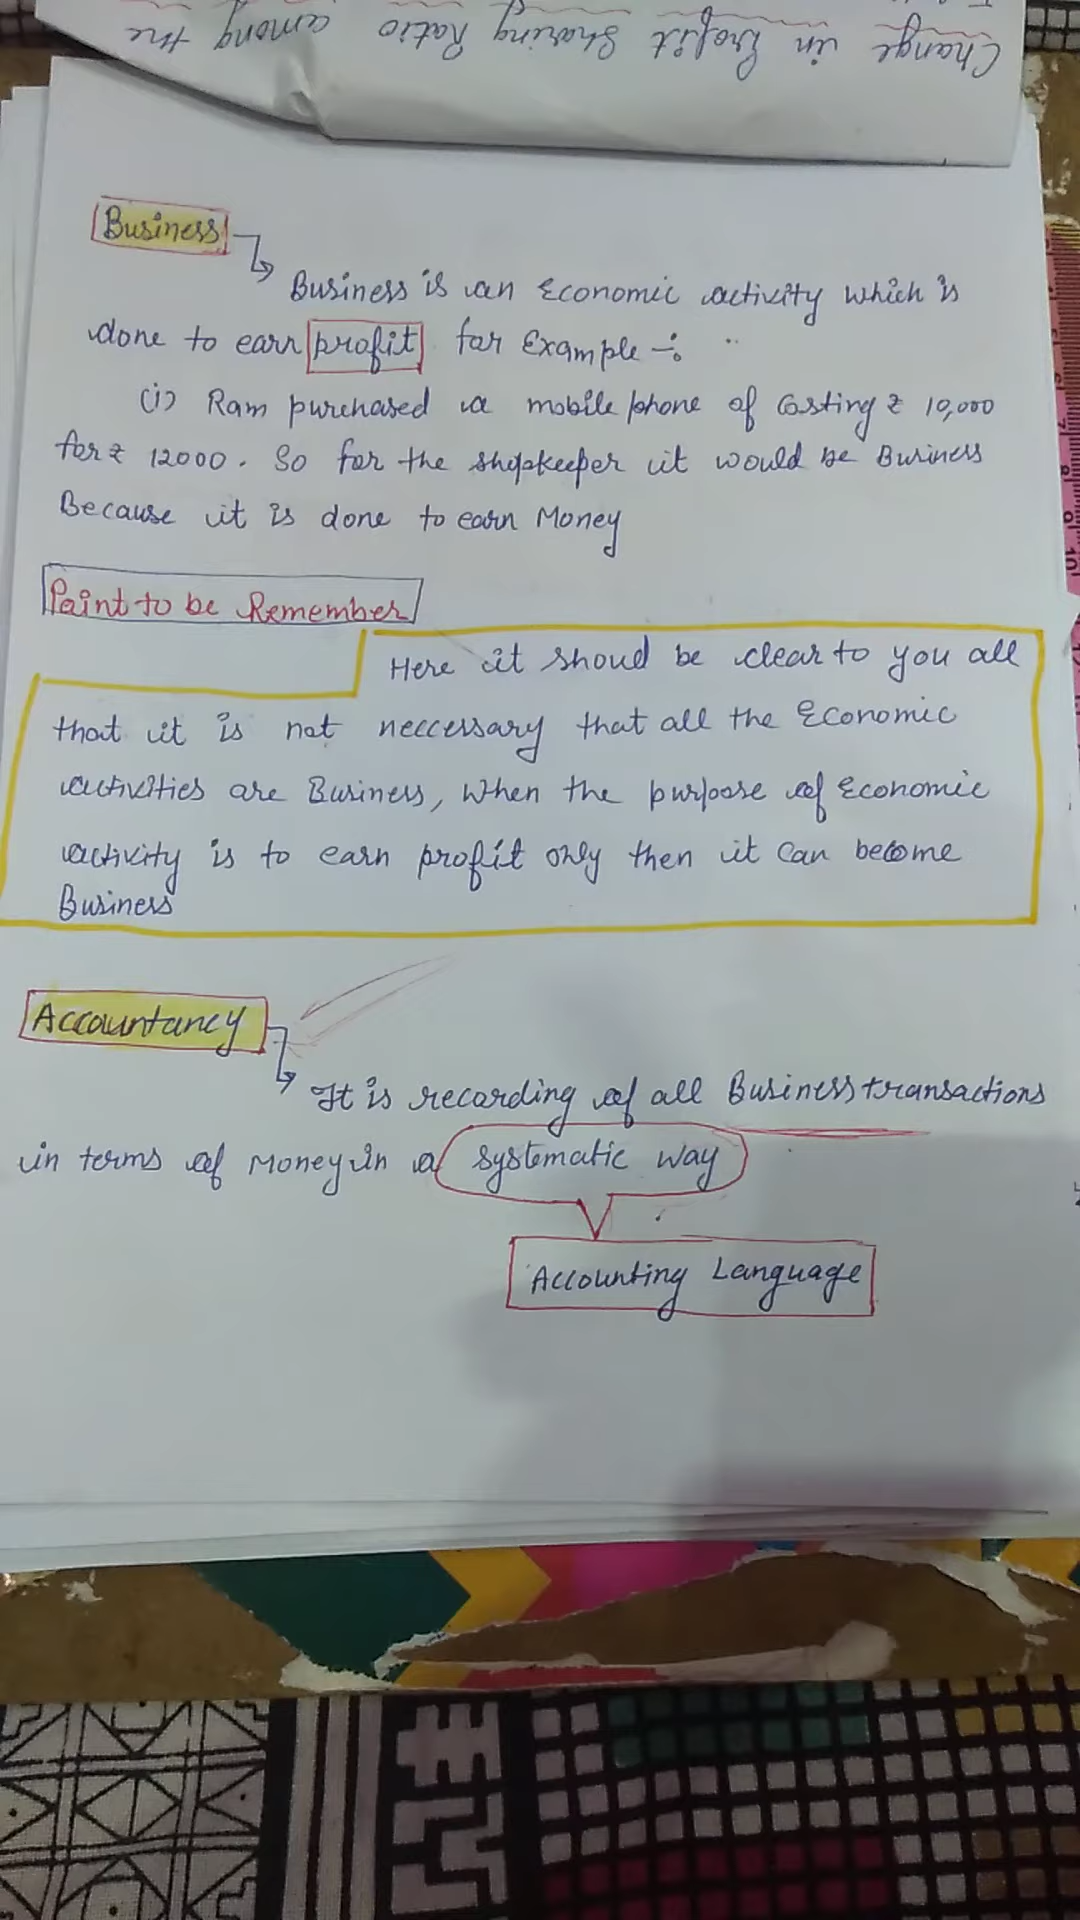 Change in Profit Sharing Ratio among the
Business
Business is an Economic activity which is
done to earn profit for Example :-
(i) Ram purchased a mobile phone of Costing ₹ 10,000
for ₹ 12000. So for the shopkeeper it would be Business
Because it is done to earn Money
Point to be Remember
Here it shoud be clear to you all
that it is not neccessary that all the Economic
activities are Business, When the purpose of Economic
activity is to earn profit only then it can become
Business
Accountancy
It is recording of all Business transactions
in terms of Money in a systematic way
Accounting Language